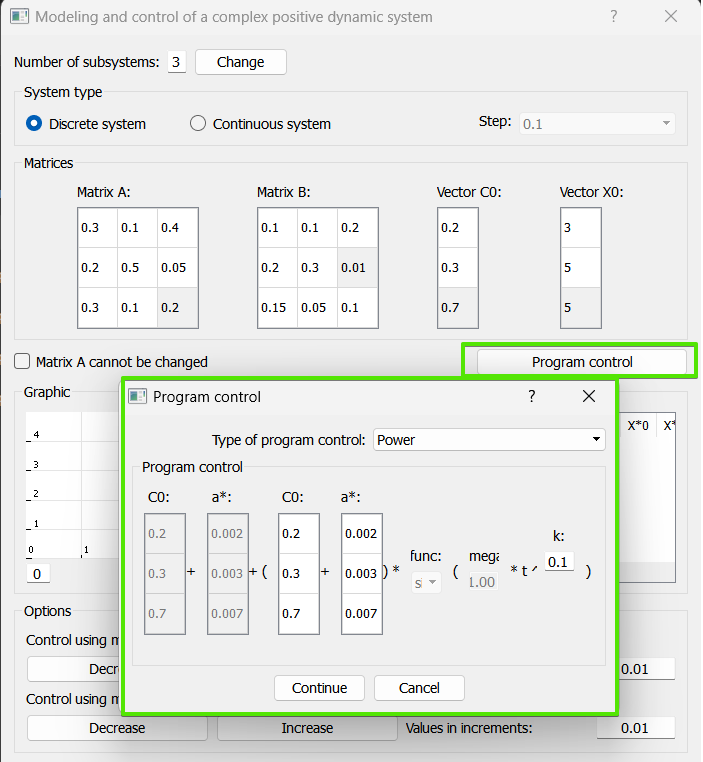 Modeling and control of a complex positive dynamic system ?
Number of subsystems: 3 Change
System type
Discrete system Continuous system Step: 0.1
Matrices
Matrix A: Matrix B: Vector C0: Vector X0:
0.3 0.1 0.4 0.1 0.1 0.2 0.2 3
0.2 0.5 0.05 0.2 0.3 0.01 0.3 5
0.3 0.1 0.2 0.15 0.05 0.1 0.7 5
Matrix A cannot be changed Program control
Graphic
4
3
2
1
0 1
0
X*0 X*
Program control ?
Type of program control: Power
Program control
C0: a*: C0: a*:
k:
0.2 0.002 0.2 0.002
func: mega
0.3 + 0.003 + ( 0.3 + 0.003 ) * s ( 1.00 * t ^ 0.1 )
0.7 0.007 0.7 0.007
Continue Cancel
Options
Control using m
Decr 0.01
Control using m
Decrease Increase Values in increments: 0.01